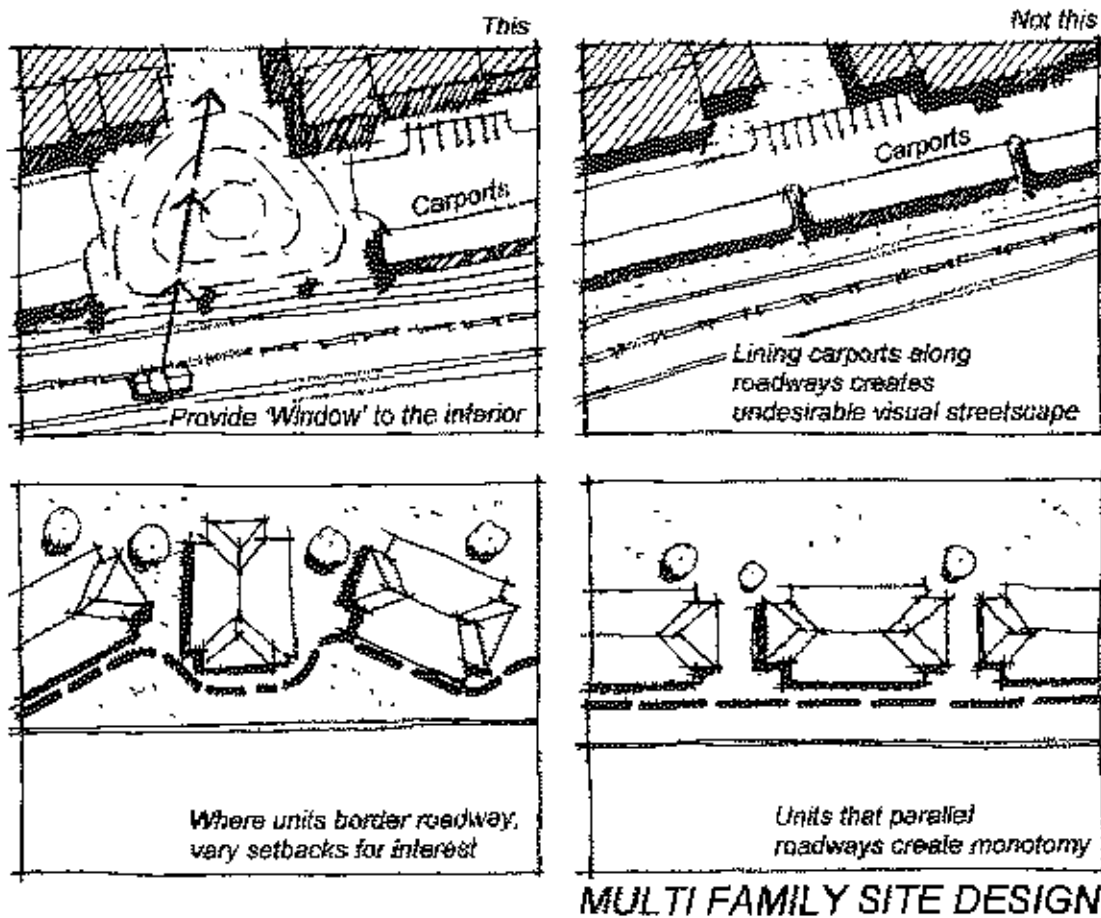 This
Not this
Carports
Provide 'Window' to the interior
Carports
Lining carports along
roadways creates
undesirable visual streetscape
Where units border roadway,
vary setbacks for interest
Units that parallel
roadways create monotomy
MULTI FAMILY SITE DESIGN